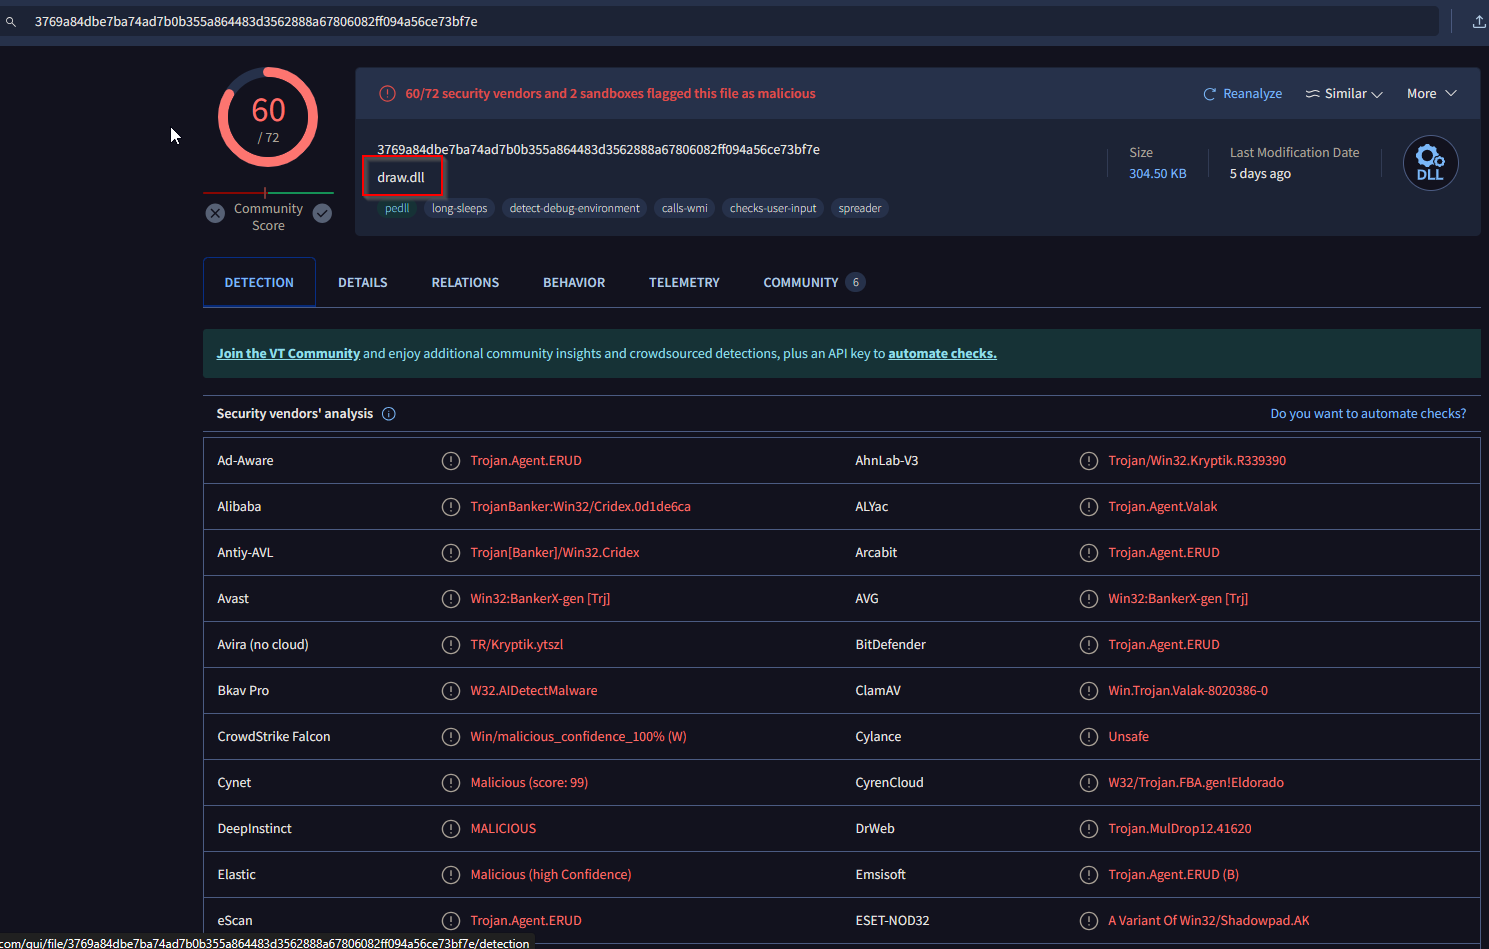 3769a84dbe7ba74ad7b0b355a864483d3562888a67806082ff094a56ce73bf7e
60
/ 72
Community
Score
60/72 security vendors and 2 sandboxes flagged this file as malicious
Reanalyze
Similar
More
3769a84dbe7ba74ad7b0b355a864483d3562888a67806082ff094a56ce73bf7e
draw.dll
Size
304.50 KB
Last Modification Date
5 days ago
DLL
pedll long-sleeps detect-debug-environment calls-wmi checks-user-input spreader
DETECTION DETAILS RELATIONS BEHAVIOR TELEMETRY COMMUNITY 6
Join the VT Community and enjoy additional community insights and crowdsourced detections, plus an API key to automate checks.
Security vendors' analysis Do you want to automate checks?
Ad-Aware Trojan.Agent.ERUD AhnLab-V3 Trojan/Win32.Kryptik.R339390
Alibaba TrojanBanker:Win32/Cridex.0d1de6ca ALYac Trojan.Agent.Valak
Antiy-AVL Trojan[Banker]/Win32.Cridex Arcabit Trojan.Agent.ERUD
Avast Win32:BankerX-gen [Trj] AVG Win32:BankerX-gen [Trj]
Avira (no cloud) TR/Kryptik.ytszl BitDefender Trojan.Agent.ERUD
Bkav Pro W32.AIDetectMalware ClamAV Win.Trojan.Valak-8020386-0
CrowdStrike Falcon Win/malicious_confidence_100% (W) Cylance Unsafe
Cynet Malicious (score: 99) CyrenCloud W32/Trojan.FBA.gen!Eldorado
DeepInstinct MALICIOUS DrWeb Trojan.MulDrop12.41620
Elastic Malicious (high Confidence) Emsisoft Trojan.Agent.ERUD (B)
eScan Trojan.Agent.ERUD ESET-NOD32 A Variant Of Win32/Shadowpad.AK
com/gui/file/3769a84dbe7ba74ad7b0b355a864483d3562888a67806082ff094a56ce73bf7e/detection